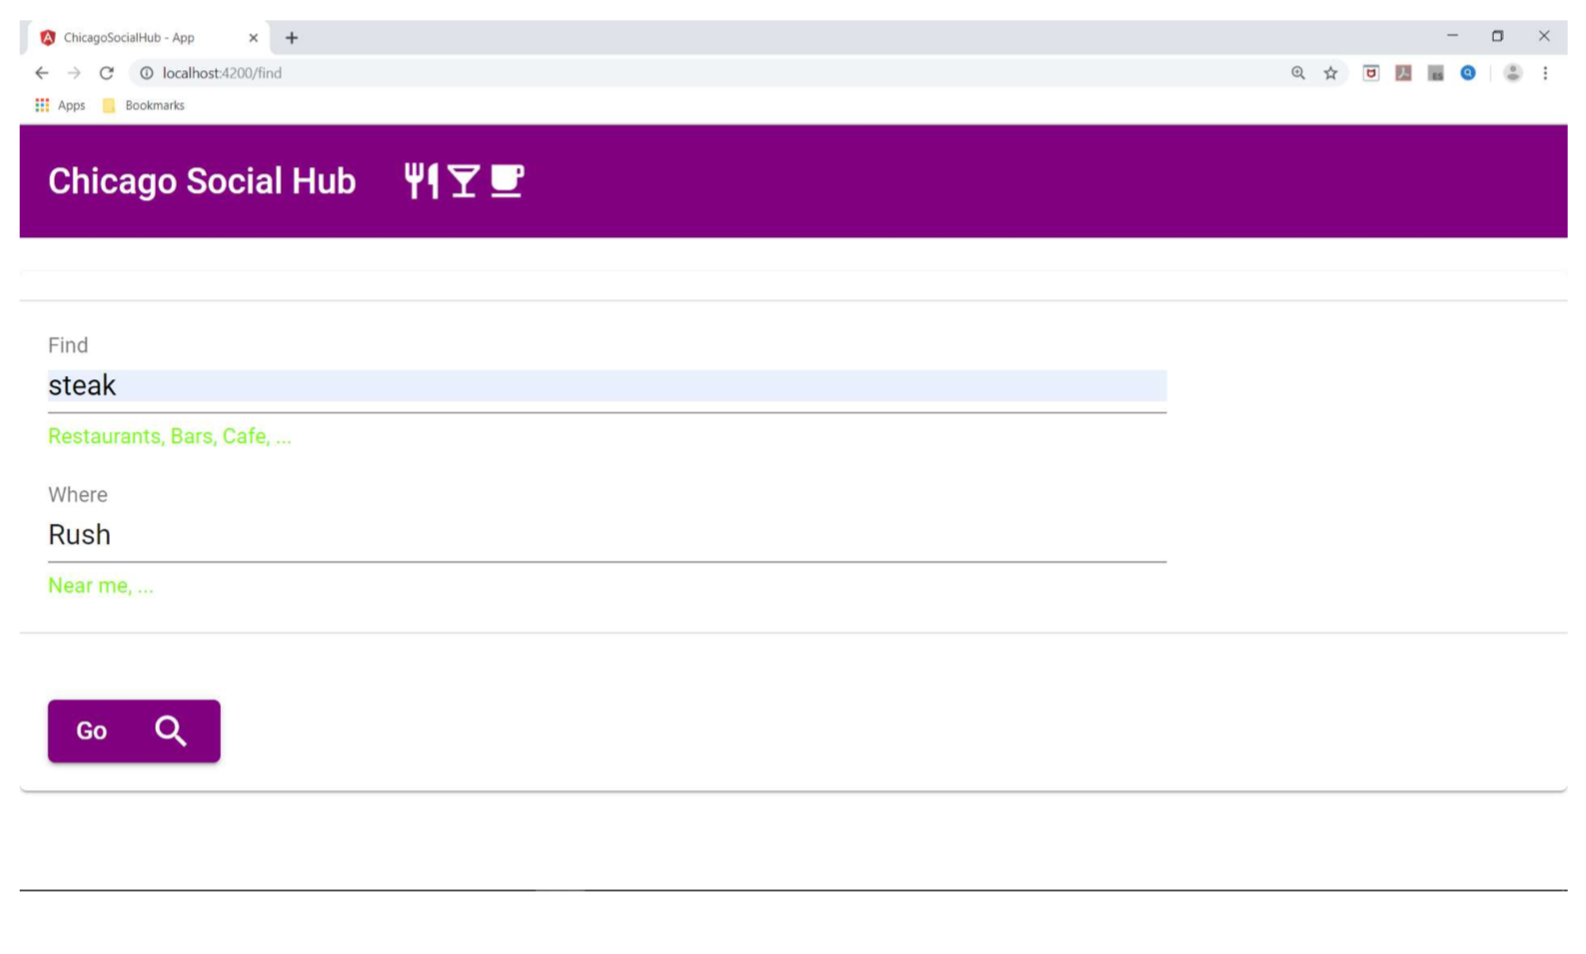 ChicagoSocialHub - App
localhost:4200/find
Apps Bookmarks
Chicago Social Hub
Find
steak
Restaurants, Bars, Cafe, ...
Where
Rush
Near me, ...
Go